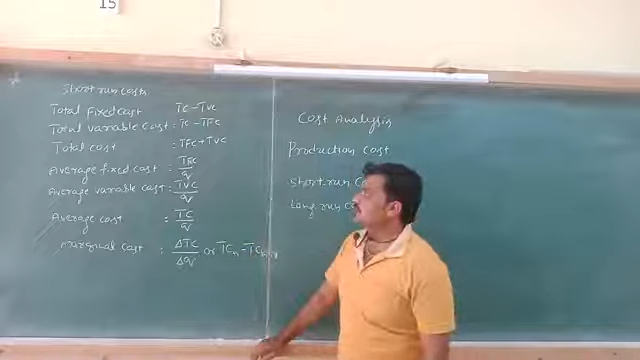 15
Short run costs
Total fixed cost TC - TVC
Total variable cost = TC - TFC
Total cost = TFC + TVC
Average fixed cost = TFC/q
Average variable cost = TVC/q
Average cost = TC/q
marginal cost : ΔTC/Δq or TCn - TCn-1
Cost Analysis
Production cost
short-run
Long-run